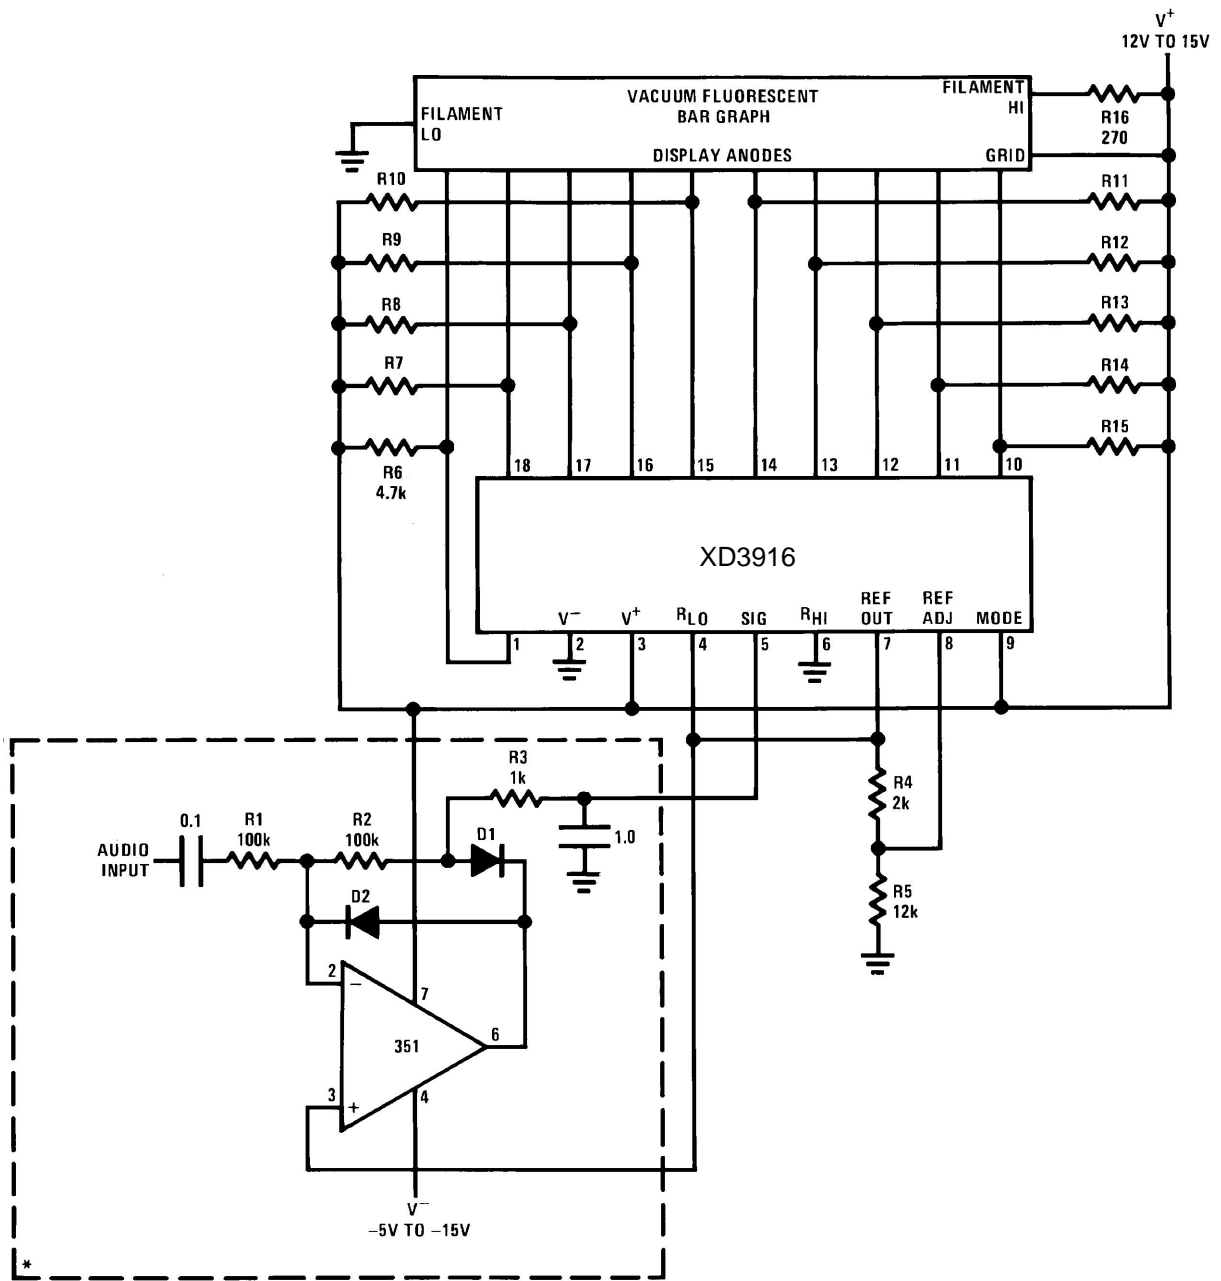 V+
12V TO 15V
VACUUM FLUORESCENT
BAR GRAPH
FILAMENT
HI
FILAMENT
LO
DISPLAY ANODES
GRID
R16
270
R10
R11
R9
R12
R8
R13
R7
R14
R6
4.7k
R15
18
17
16
15
14
13
12
11
10
XD3916
V−
V+
RLO
SIG
RHI
REF
OUT
REF
ADJ
MODE
1
2
3
4
5
6
7
8
9
R3
1k
R4
2k
0.1
R1
100k
R2
100k
D1
1.0
AUDIO
INPUT
D2
R5
12k
2
−
7
351
6
3
+
4
V−
−5V TO −15V
*